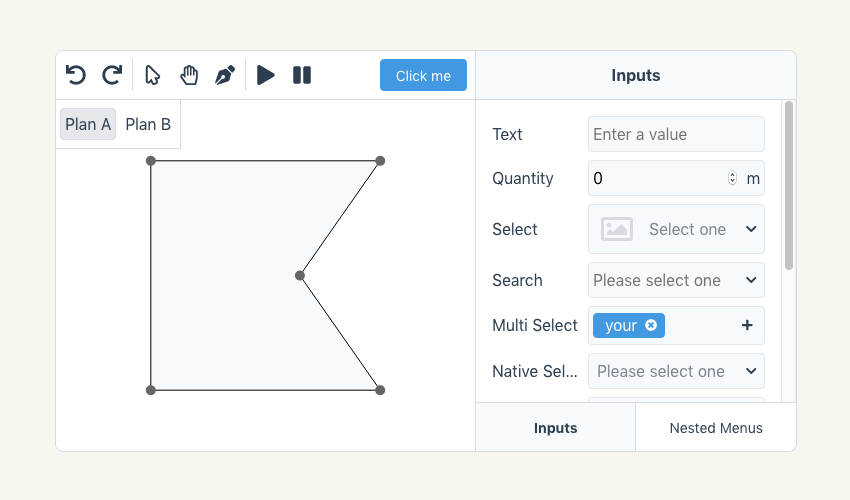 Click me
Inputs
Plan A
Plan B
Text
Enter a value
Quantity
0
m
Select
Select one
Search
Please select one
Multi Select
your
Native Sel...
Please select one
Inputs
Nested Menus